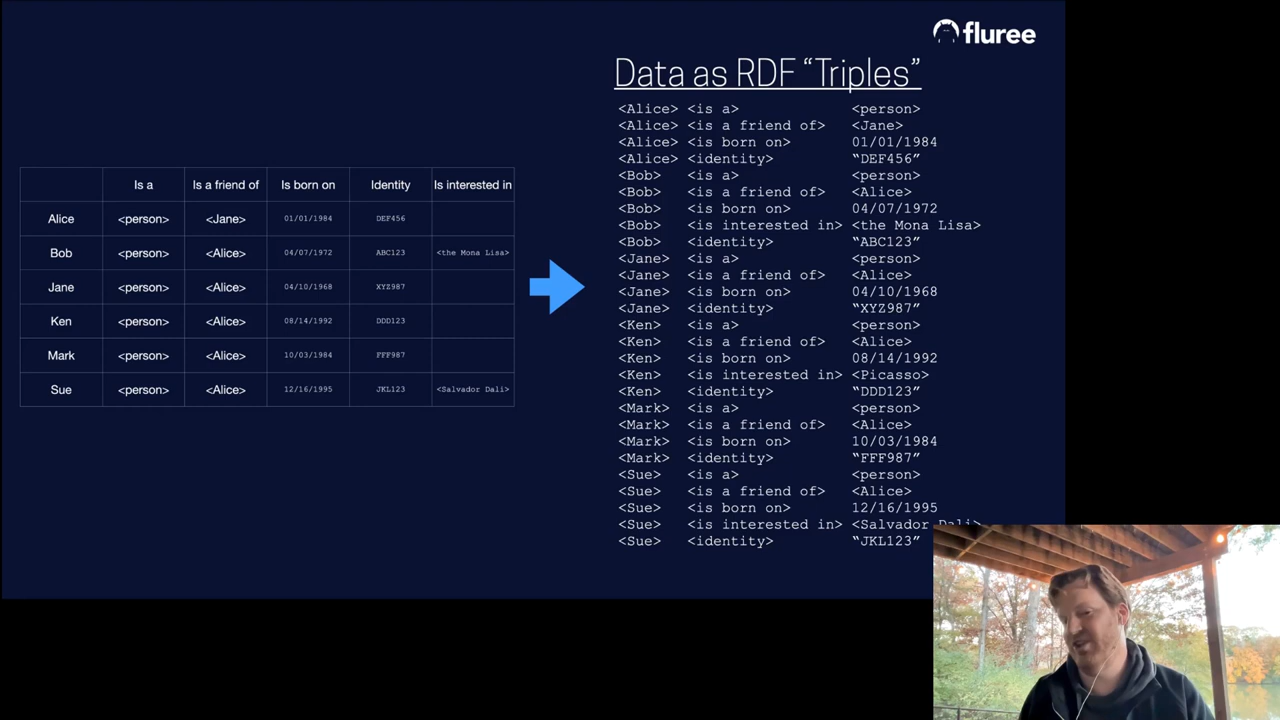 fluree
Data as RDF “Triples”
Is a Is a friend of Is born on Identity Is interested in
Alice <person> <Jane> 01/01/1984 DEF456
Bob <person> <Alice> 04/07/1972 ABC123 <the Mona Lisa>
Jane <person> <Alice> 04/10/1968 XYZ987
Ken <person> <Alice> 08/14/1992 DDD123
Mark <person> <Alice> 10/03/1984 FFF987
Sue <person> <Alice> 12/16/1995 JKL123 <Salvador Dali>
<Alice> <is a> <person>
<Alice> <is a friend of> <Jane>
<Alice> <is born on> 01/01/1984
<Alice> <identity> “DEF456”
<Bob> <is a> <person>
<Bob> <is a friend of> <Alice>
<Bob> <is born on> 04/07/1972
<Bob> <is interested in> <the Mona Lisa>
<Bob> <identity> “ABC123”
<Jane> <is a> <person>
<Jane> <is a friend of> <Alice>
<Jane> <is born on> 04/10/1968
<Jane> <identity> “XYZ987”
<Ken> <is a> <person>
<Ken> <is a friend of> <Alice>
<Ken> <is born on> 08/14/1992
<Ken> <is interested in> <Picasso>
<Ken> <identity> “DDD123”
<Mark> <is a> <person>
<Mark> <is a friend of> <Alice>
<Mark> <is born on> 10/03/1984
<Mark> <identity> “FFF987”
<Sue> <is a> <person>
<Sue> <is a friend of> <Alice>
<Sue> <is born on> 12/16/1995
<Sue> <is interested in> <Salvador Dali>
<Sue> <identity> “JKL123”